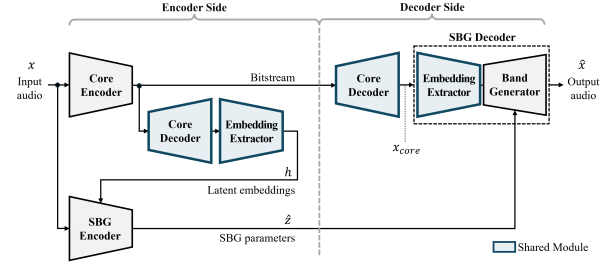 Encoder Side
Decoder Side
SBG Decoder
x
Input
audio
Core
Encoder
Bitstream
Core
Decoder
Embedding
Extractor
Band
Generator
x̂
Output
audio
Core
Decoder
Embedding
Extractor
x_core
h
Latent embeddings
SBG
Encoder
ẑ
SBG parameters
Shared Module